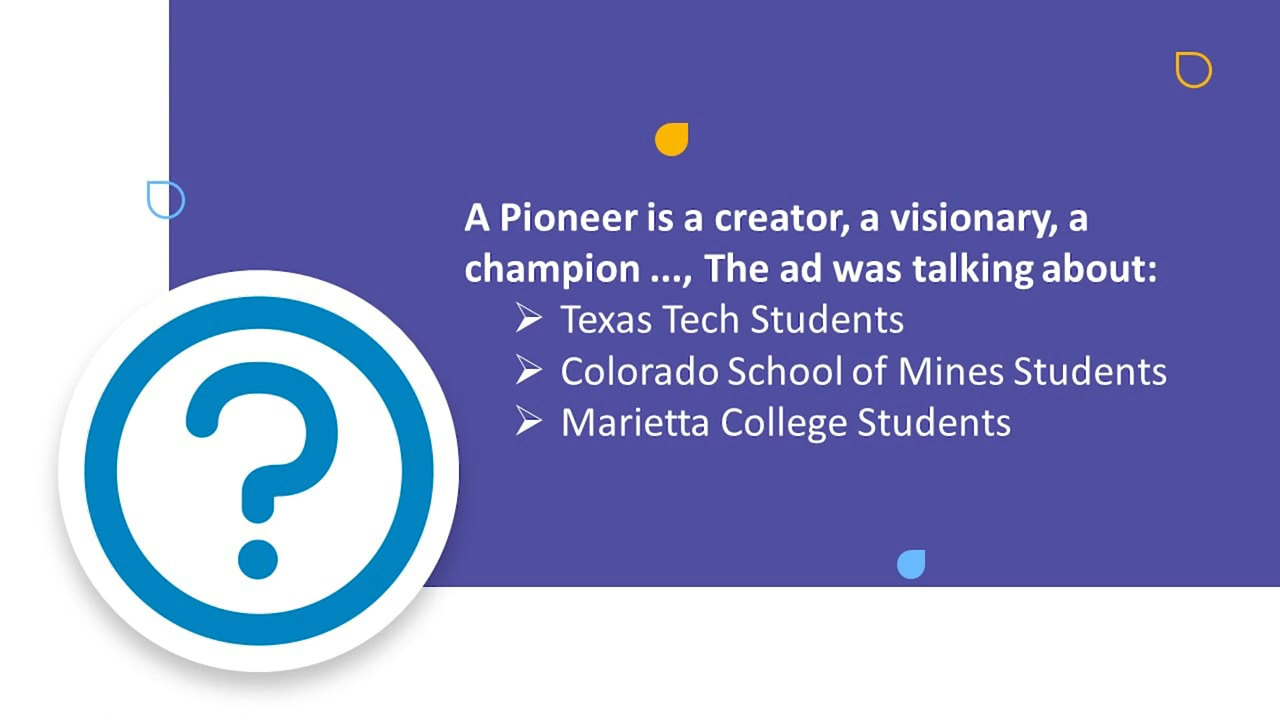 A Pioneer is a creator, a visionary, a
champion ..., The ad was talking about:
➢ Texas Tech Students
➢ Colorado School of Mines Students
➢ Marietta College Students